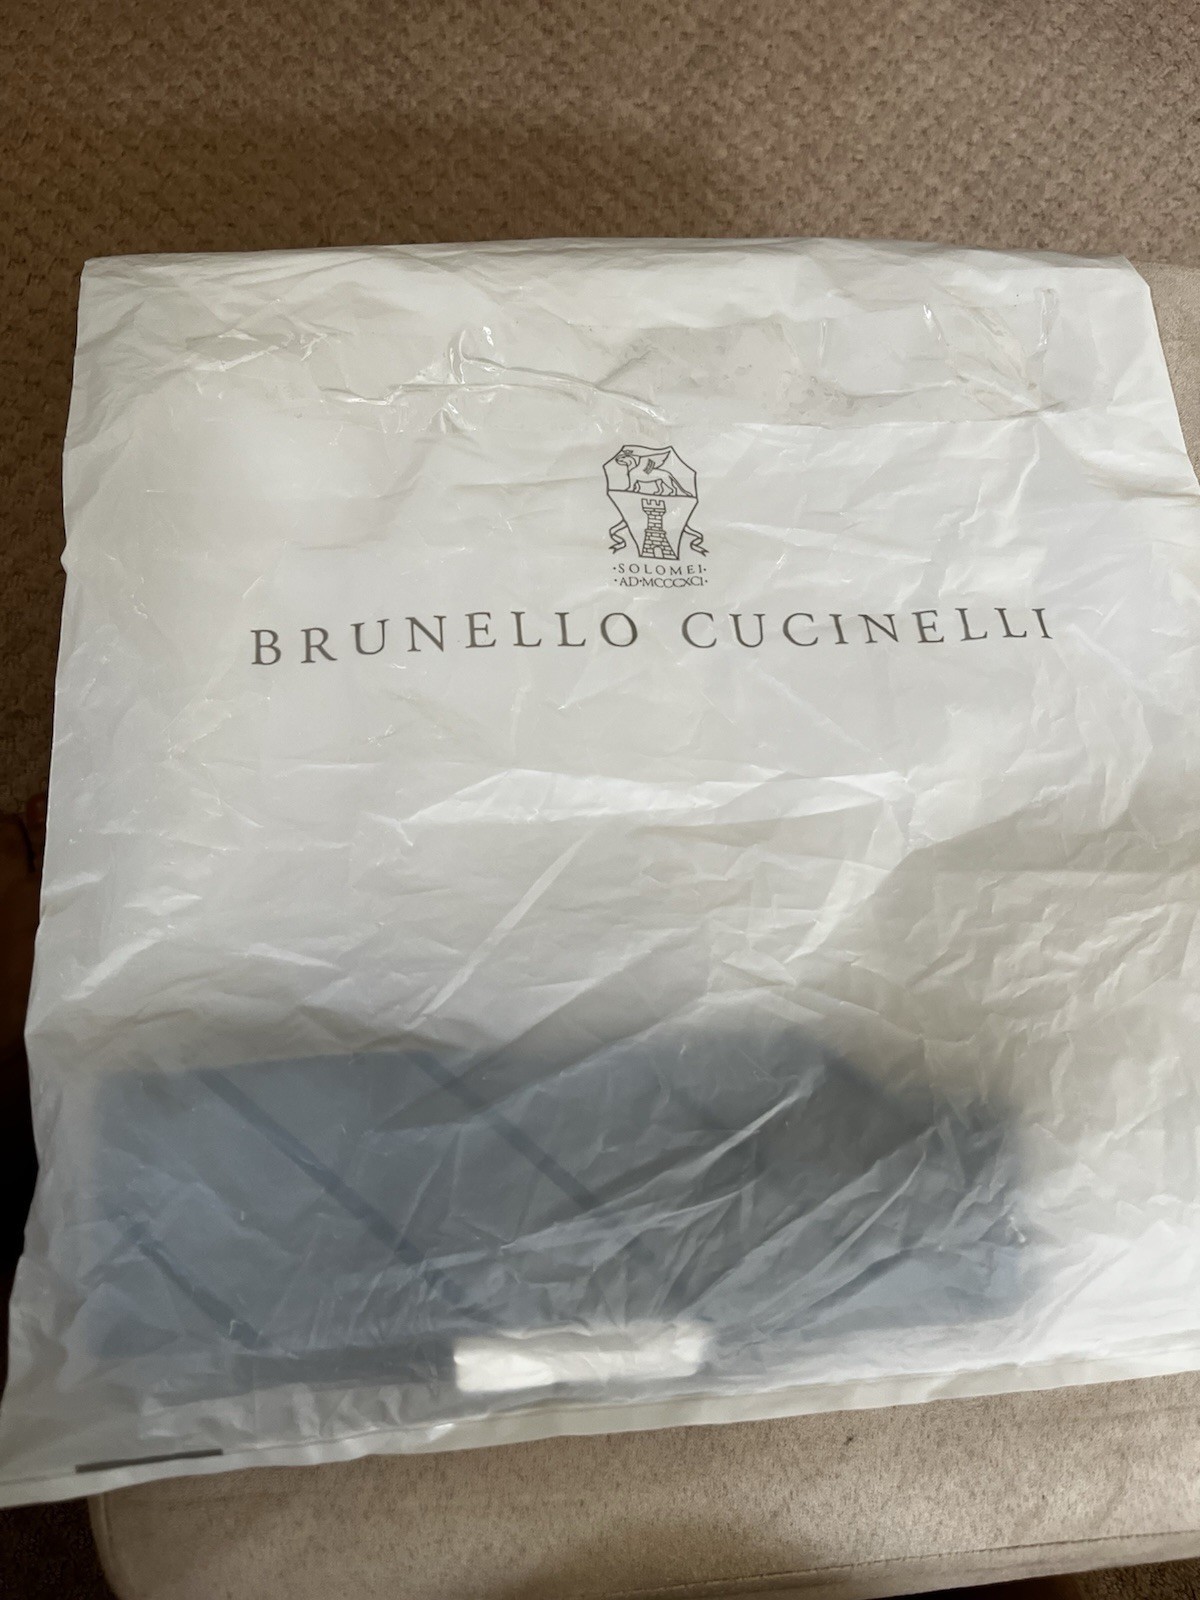 ·SOLOMEI·
·AD·MCCCXCI·
BRUNELLO CUCINELLI